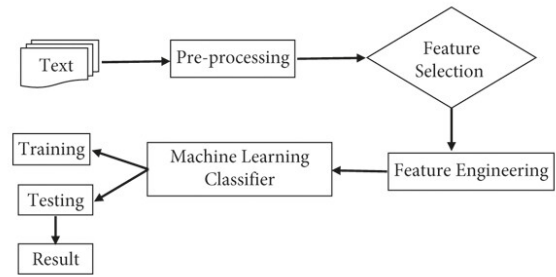 Text
Pre-processing
Feature
Selection
Feature Engineering
Machine Learning
Classifier
Training
Testing
Result